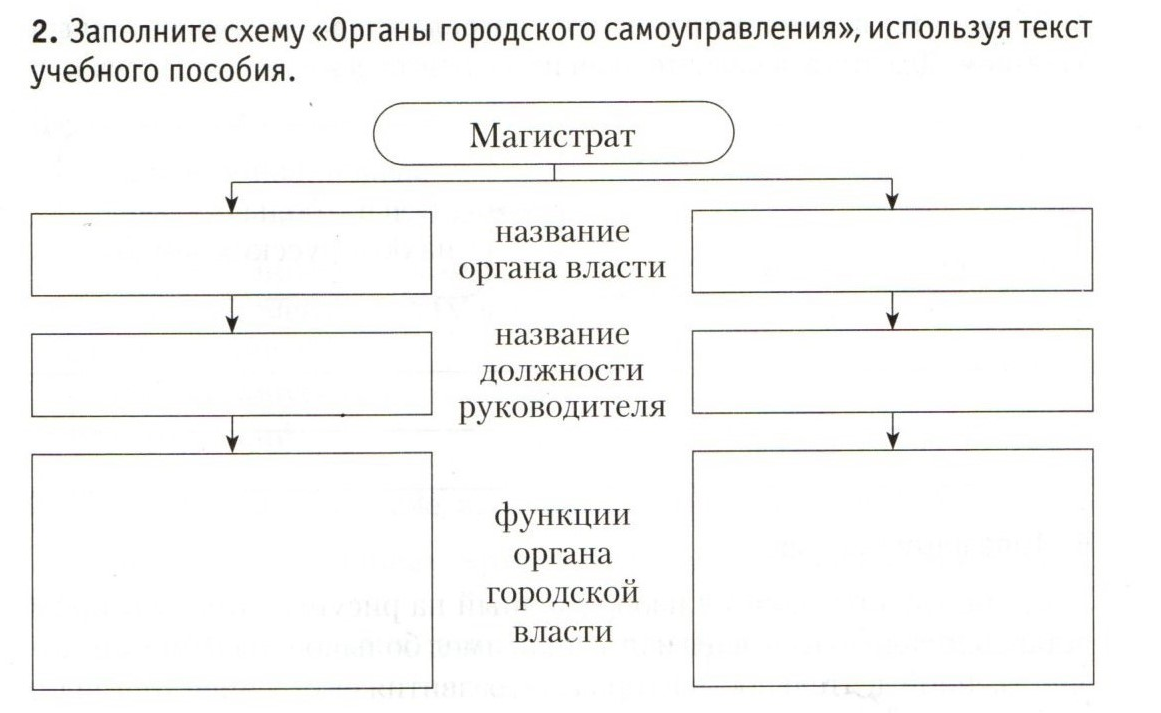 2. Заполните схему «Органы городского самоуправления», используя текст
учебного пособия.
Магистрат
название
органа власти
название
должности
руководителя
функции
органа
городской
власти